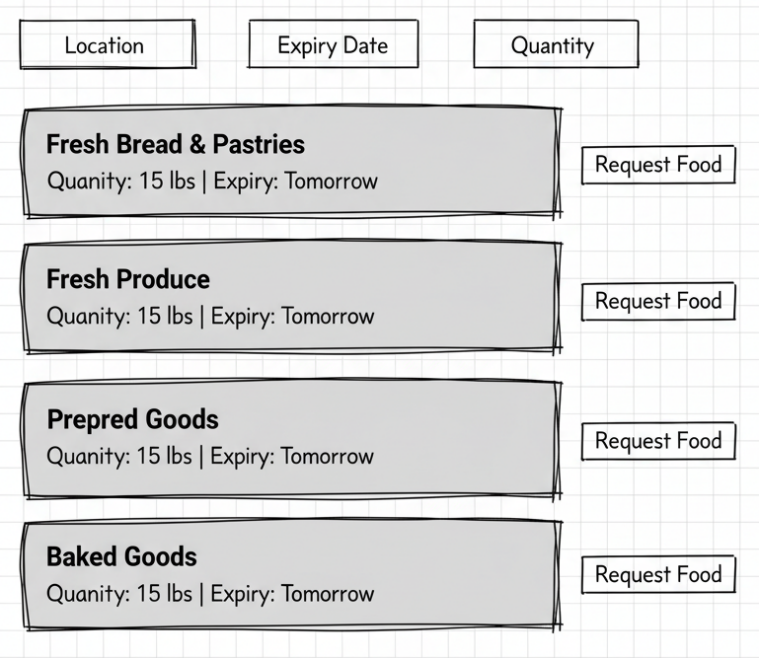 Location
Expiry Date
Quantity
Fresh Bread & Pastries
Quanity: 15 lbs | Expiry: Tomorrow
Request Food
Fresh Produce
Quanity: 15 lbs | Expiry: Tomorrow
Request Food
Prepred Goods
Quanity: 15 lbs | Expiry: Tomorrow
Request Food
Baked Goods
Quanity: 15 lbs | Expiry: Tomorrow
Request Food